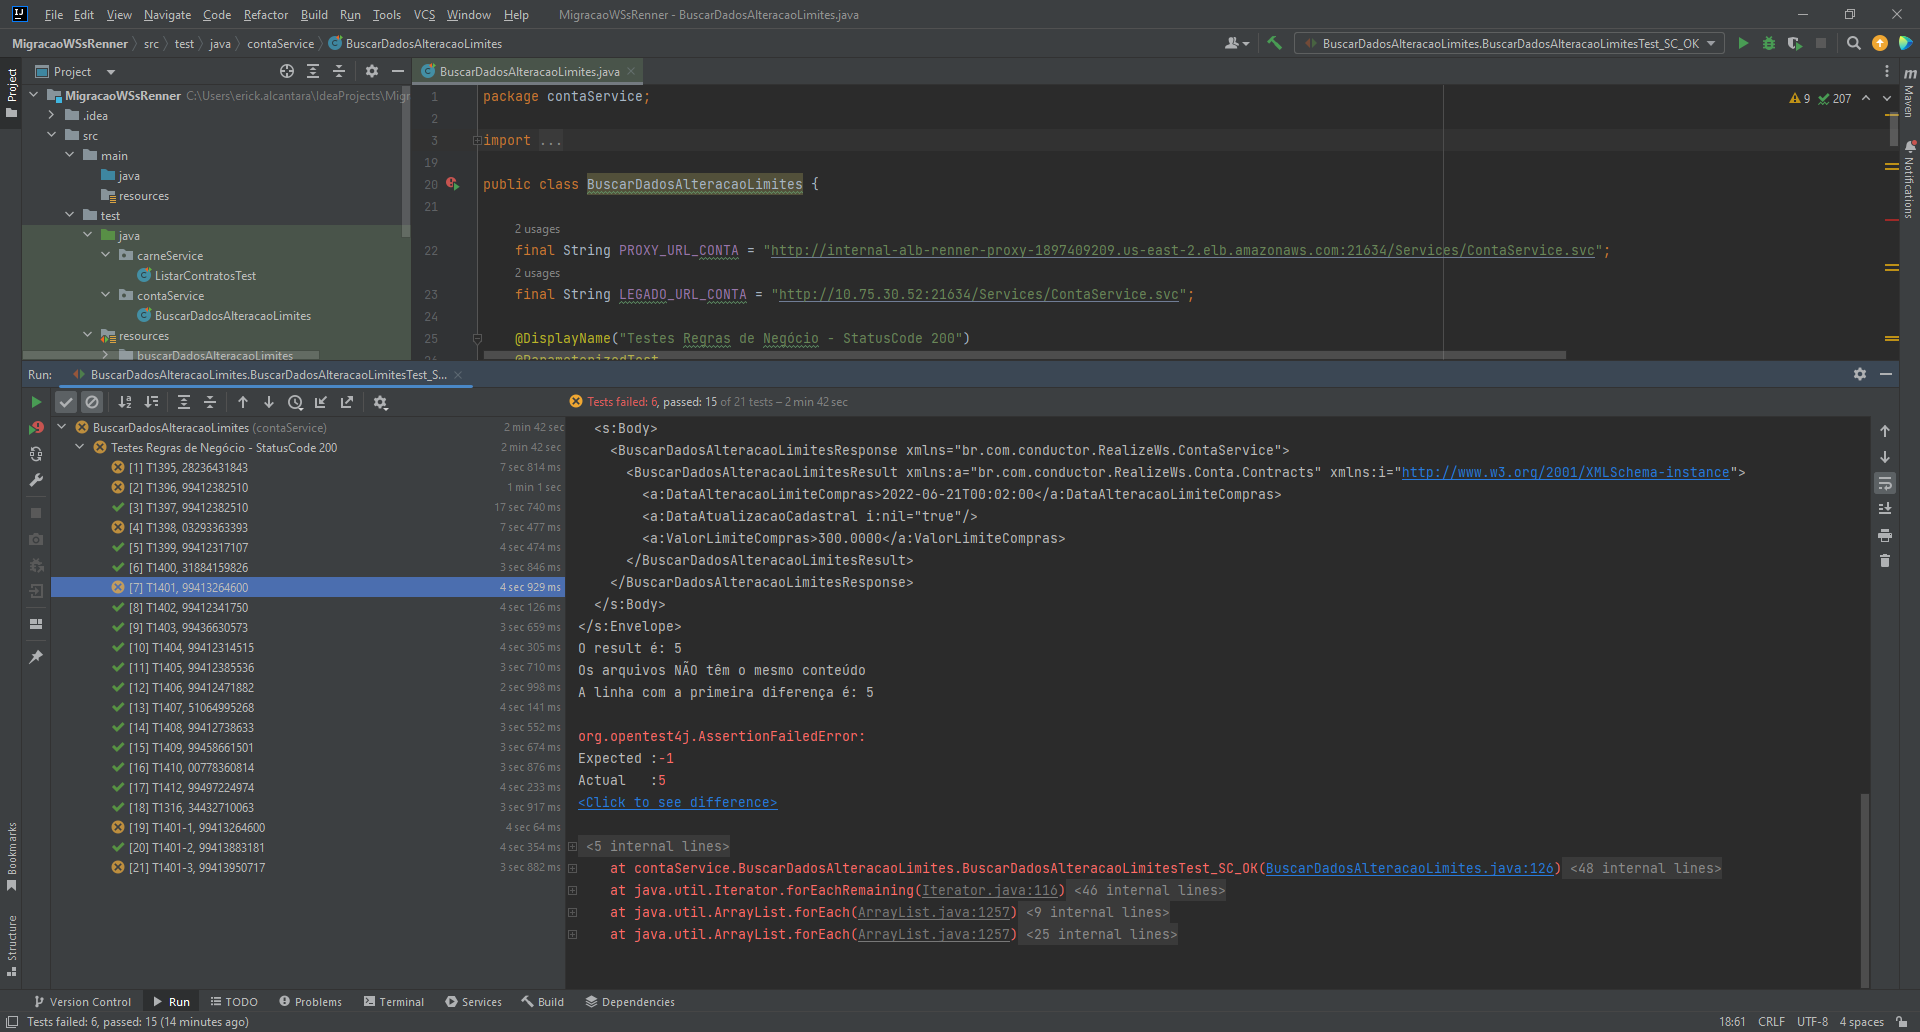 File Edit View Navigate Code Refactor Build Run Tools VCS Window Help MigracaoWSsRenner - BuscarDadosAlteracaoLimites.java
MigracaoWSsRenner src test java contaService BuscarDadosAlteracaoLimites
BuscarDadosAlteracaoLimites.BuscarDadosAlteracaoLimitesTest_SC_OK
Project
Project
BuscarDadosAlteracaoLimites.java
MigracaoWSsRenner C:\Users\erick.alcantara\IdeaProjects\Migr
.idea
src
main
java
resources
test
java
carneService
ListarContratosTest
contaService
BuscarDadosAlteracaoLimites
resources
buscarDadosAlteracaoLimites
1 package contaService;
2
3 import ...
19
20 public class BuscarDadosAlteracaoLimites {
21
2 usages
22 final String PROXY_URL_CONTA = "http://internal-alb-renner-proxy-1897409209.us-east-2.elb.amazonaws.com:21634/Services/ContaService.svc";
2 usages
23 final String LEGADO_URL_CONTA = "http://10.75.30.52:21634/Services/ContaService.svc";
24
25 @DisplayName("Testes Regras de Negócio - StatusCode 200")
26 @ParameterizedTest
9 207
Maven
Notifications
Run: BuscarDadosAlteracaoLimites.BuscarDadosAlteracaoLimitesTest_S...
Tests failed: 6, passed: 15 of 21 tests – 2 min 42 sec
BuscarDadosAlteracaoLimites (contaService) 2 min 42 sec
Testes Regras de Negócio - StatusCode 200 2 min 42 sec
[1] T1395, 28236431843 7 sec 814 ms
[2] T1396, 99412382510 1 min 1 sec
[3] T1397, 99412382510 17 sec 740 ms
[4] T1398, 03293363393 7 sec 477 ms
[5] T1399, 99412317107 4 sec 474 ms
[6] T1400, 31884159826 3 sec 846 ms
[7] T1401, 99413264600 4 sec 929 ms
[8] T1402, 99412341750 4 sec 126 ms
[9] T1403, 99436630573 3 sec 659 ms
[10] T1404, 99412314515 4 sec 305 ms
[11] T1405, 99412385536 3 sec 710 ms
[12] T1406, 99412471882 2 sec 998 ms
[13] T1407, 51064995268 4 sec 141 ms
[14] T1408, 99412738633 3 sec 552 ms
[15] T1409, 99458661501 3 sec 674 ms
[16] T1410, 00778360814 3 sec 876 ms
[17] T1412, 99497224974 4 sec 233 ms
[18] T1316, 34432710063 3 sec 917 ms
[19] T1401-1, 99413264600 4 sec 64 ms
[20] T1401-2, 99413883181 4 sec 354 ms
[21] T1401-3, 99413950717 3 sec 882 ms
<s:Body>
<BuscarDadosAlteracaoLimitesResponse xmlns="br.com.conductor.RealizeWs.ContaService">
<BuscarDadosAlteracaoLimitesResult xmlns:a="br.com.conductor.RealizeWs.Conta.Contracts" xmlns:i="http://www.w3.org/2001/XMLSchema-instance">
<a:DataAlteracaoLimiteCompras>2022-06-21T00:02:00</a:DataAlteracaoLimiteCompras>
<a:DataAtualizacaoCadastral i:nil="true"/>
<a:ValorLimiteCompras>300.0000</a:ValorLimiteCompras>
</BuscarDadosAlteracaoLimitesResult>
</BuscarDadosAlteracaoLimitesResponse>
</s:Body>
</s:Envelope>
O result é: 5
Os arquivos NÃO têm o mesmo conteúdo
A linha com a primeira diferença é: 5
org.opentest4j.AssertionFailedError:
Expected :-1
Actual :5
<Click to see difference>
<5 internal lines>
at contaService.BuscarDadosAlteracaoLimites.BuscarDadosAlteracaoLimitesTest_SC_OK(BuscarDadosAlteracaoLimites.java:126) <48 internal lines>
at java.util.Iterator.forEachRemaining(Iterator.java:116) <46 internal lines>
at java.util.ArrayList.forEach(ArrayList.java:1257) <9 internal lines>
at java.util.ArrayList.forEach(ArrayList.java:1257) <25 internal lines>
Bookmarks
Structure
Version Control Run TODO Problems Terminal Services Build Dependencies
Tests failed: 6, passed: 15 (14 minutes ago) 18:61 CRLF UTF-8 4 spaces